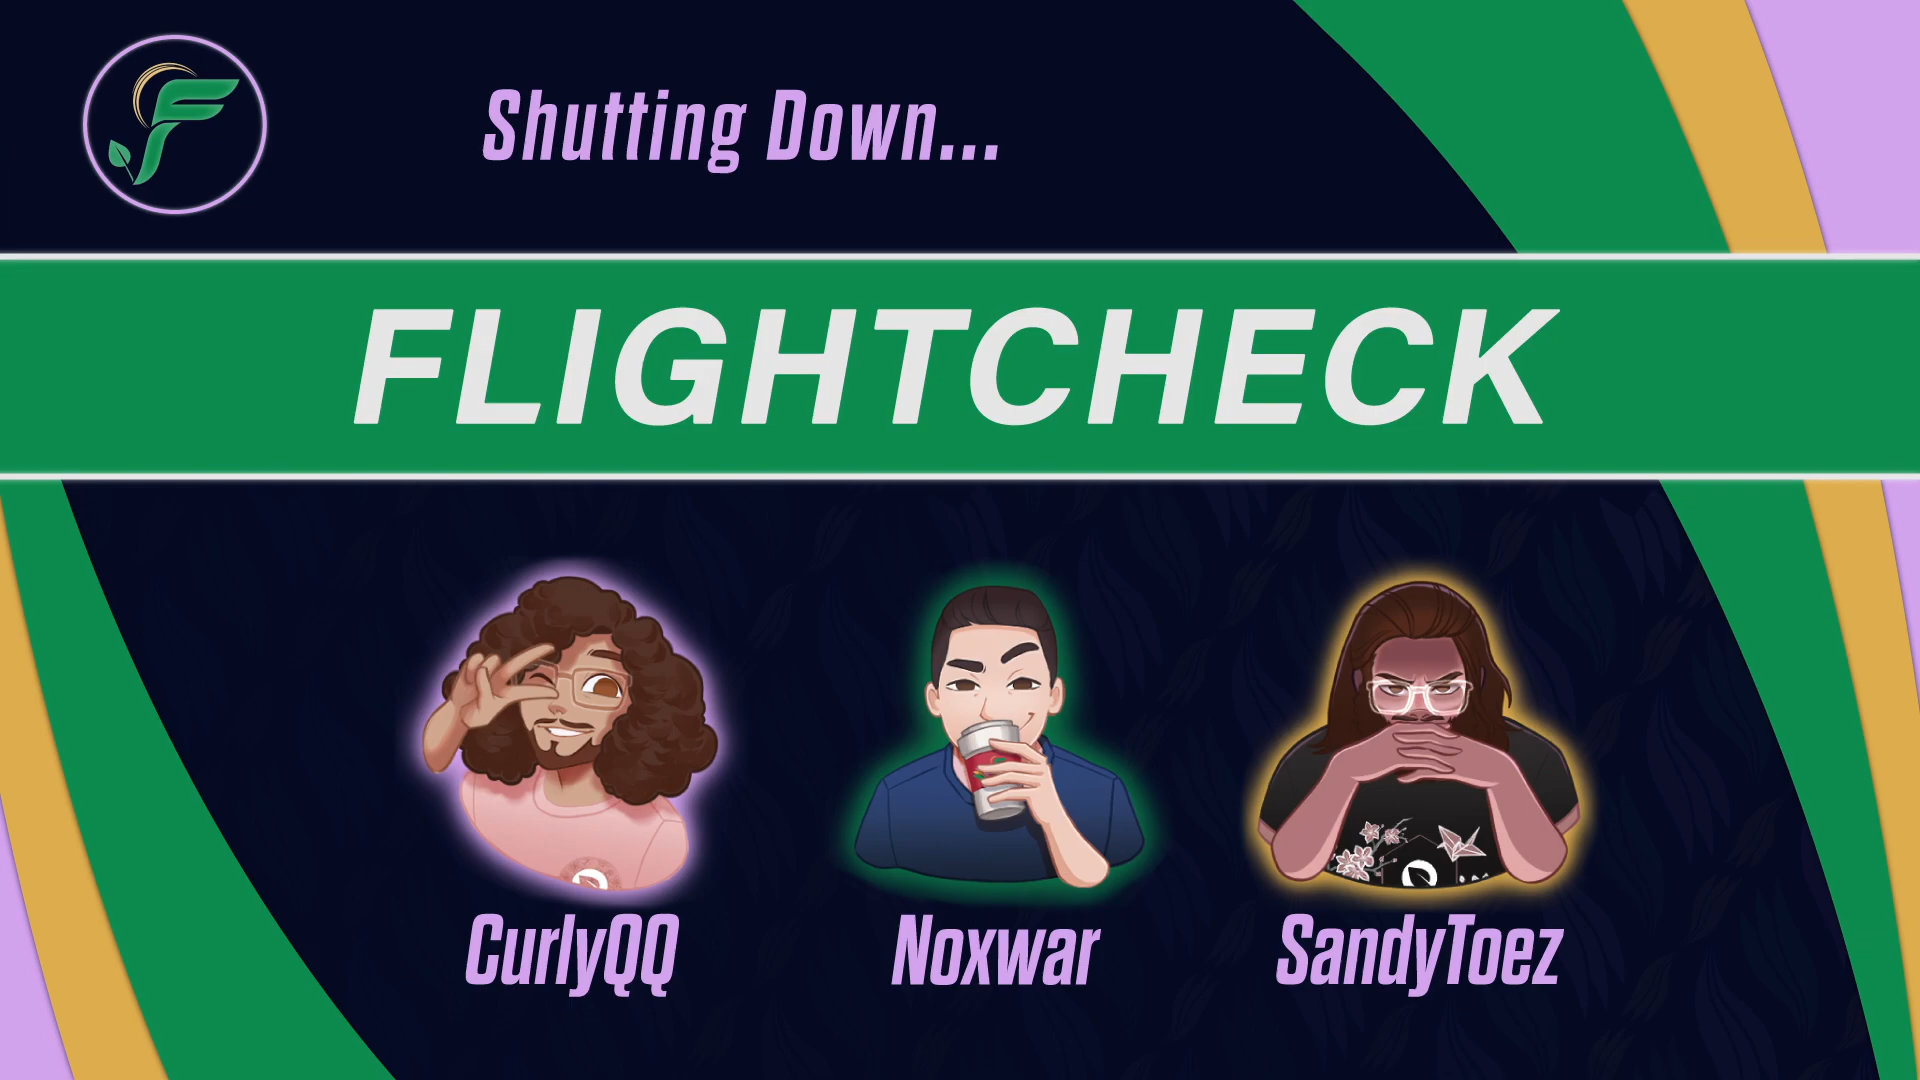 Shutting Down...
FLIGHTCHECK
CurlyQQ
Noxwar
SandyToez